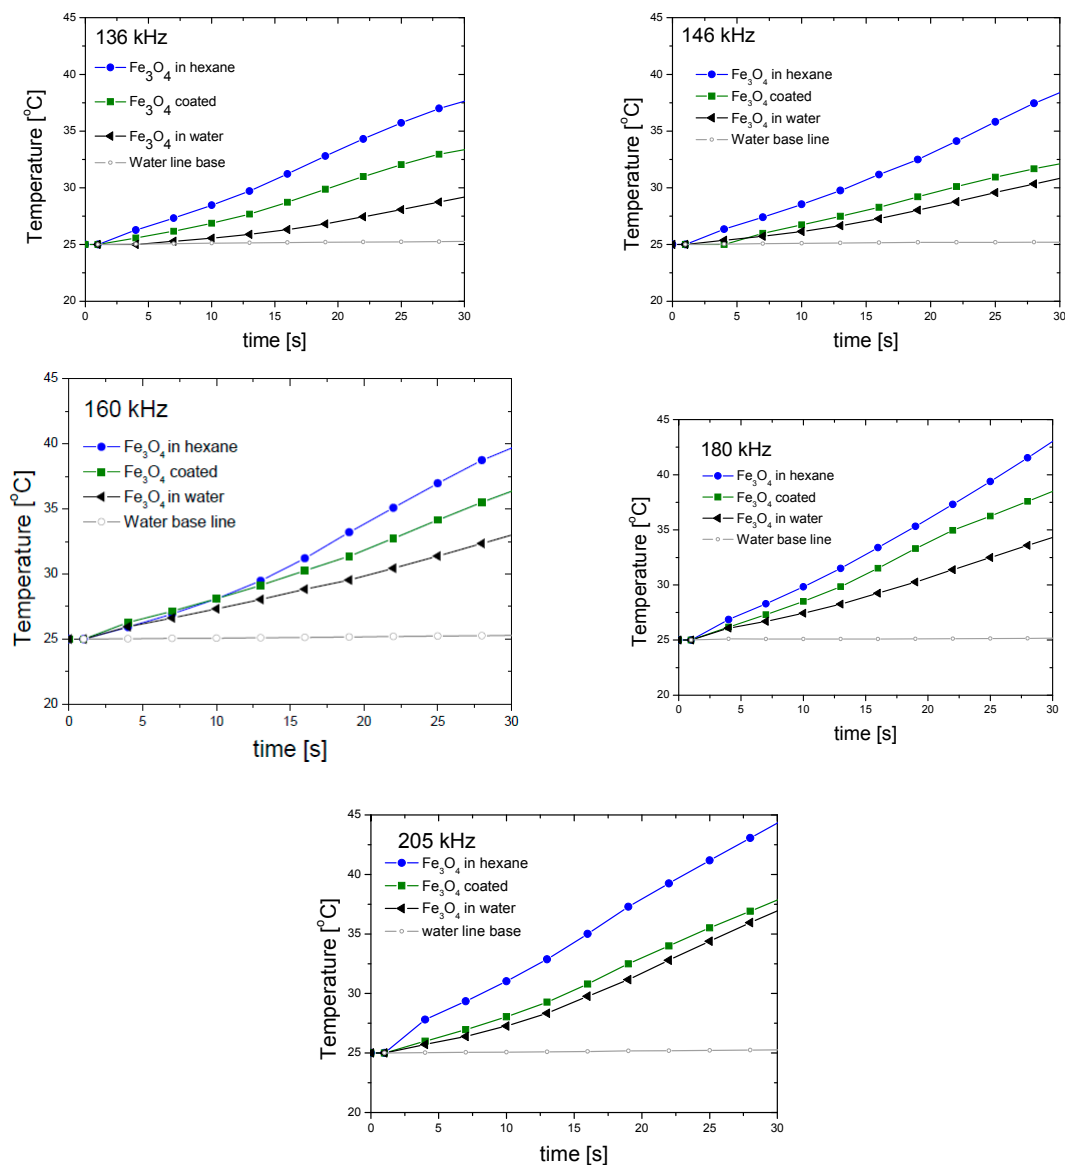 136 kHz
Fe3O4 in hexane
Fe3O4 coated
Fe3O4 in water
Water line base
45
40
35
30
25
20
Temperature [oC]
0 5 10 15 20 25 30
time [s]
146 kHz
Fe3O4 in hexane
Fe3O4 coated
Fe3O4 in water
Water base line
45
40
35
30
25
20
Temperature [oC]
0 5 10 15 20 25 30
time [s]
160 kHz
Fe3O4 in hexane
Fe3O4 coated
Fe3O4 in water
Water base line
45
40
35
30
25
20
Temperature [oC]
0 5 10 15 20 25 30
time [s]
180 kHz
Fe3O4 in hexane
Fe3O4 coated
Fe3O4 in water
Water base line
45
40
35
30
25
20
Temperature [oC]
0 5 10 15 20 25 30
time [s]
205 kHz
Fe3O4 in hexane
Fe3O4 coated
Fe3O4 in water
water line base
45
40
35
30
25
20
Temperature [oC]
0 5 10 15 20 25 30
time [s]